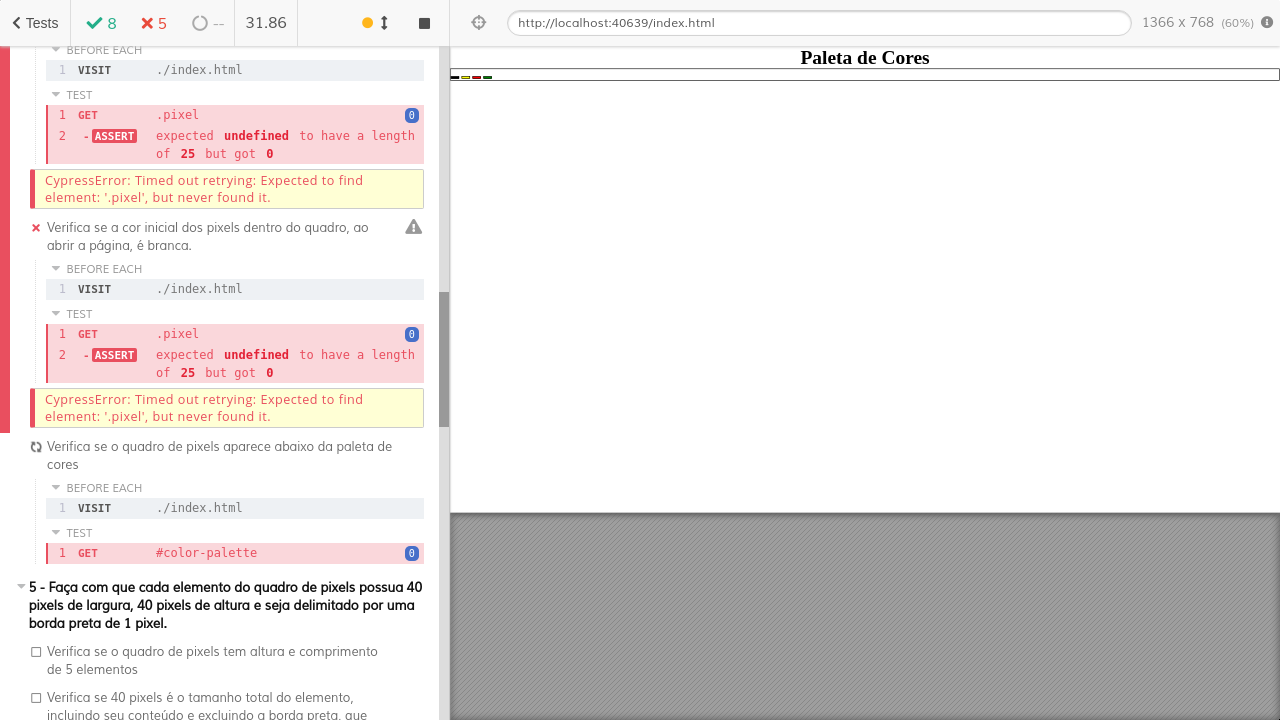 Tests
8
5
--
31.86
http://localhost:40639/index.html
1366 x 768 (60%)
BEFORE EACH
1 VISIT ./index.html
TEST
1 GET .pixel 0
2 -ASSERT expected undefined to have a length
of 25 but got 0
CypressError: Timed out retrying: Expected to find
element: '.pixel', but never found it.
Verifica se a cor inicial dos pixels dentro do quadro, ao
abrir a página, é branca.
BEFORE EACH
1 VISIT ./index.html
TEST
1 GET .pixel 0
2 -ASSERT expected undefined to have a length
of 25 but got 0
CypressError: Timed out retrying: Expected to find
element: '.pixel', but never found it.
Verifica se o quadro de pixels aparece abaixo da paleta de
cores
BEFORE EACH
1 VISIT ./index.html
TEST
1 GET #color-palette 0
5 - Faça com que cada elemento do quadro de pixels possua 40
pixels de largura, 40 pixels de altura e seja delimitado por uma
borda preta de 1 pixel.
Verifica se o quadro de pixels tem altura e comprimento
de 5 elementos
Verifica se 40 pixels é o tamanho total do elemento,
incluindo seu conteúdo e excluindo a borda preta, que
Paleta de Cores